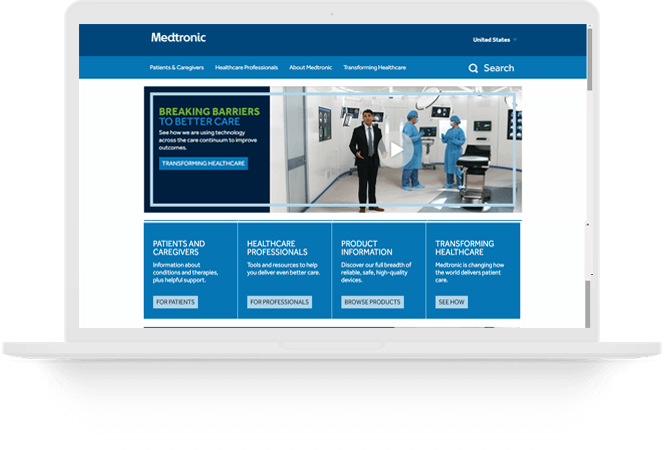 Medtronic
United States
Patients & Caregivers Healthcare Professionals About Medtronic Transforming Healthcare Search
BREAKING BARRIERS
TO BETTER CARE
See how we are using technology
across the care continuum to improve
outcomes.
TRANSFORMING HEALTHCARE
PATIENTS AND
CAREGIVERS
Information about
conditions and therapies,
plus helpful support.
FOR PATIENTS
HEALTHCARE
PROFESSIONALS
Tools and resources to help
you deliver even better care.
FOR PROFESSIONALS
PRODUCT
INFORMATION
Discover our full breadth of
reliable, safe, high-quality
devices.
BROWSE PRODUCTS
TRANSFORMING
HEALTHCARE
Medtronic is changing how
the world delivers patient
care.
SEE HOW